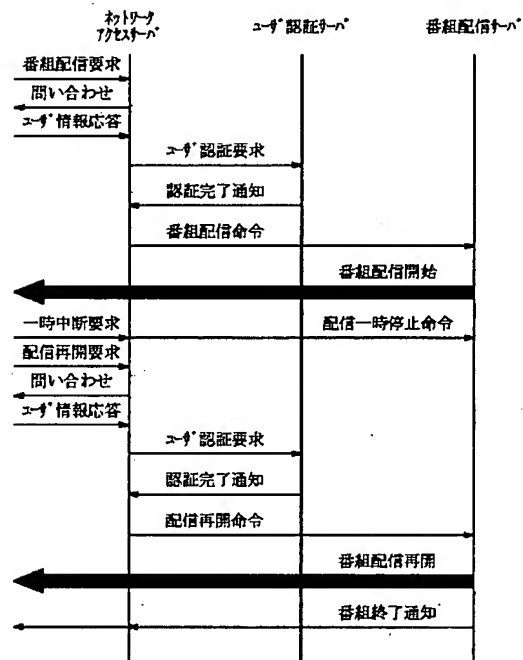 ネットワーク
アクセスサーバ
ユーザ認証サーバ
番組配信サーバ
番組配信要求
問い合わせ
ユーザ情報応答
ユーザ認証要求
認証完了通知
番組配信命令
番組配信開始
一時中断要求
配信一時停止命令
配信再開要求
問い合わせ
ユーザ情報応答
ユーザ認証要求
認証完了通知
配信再開命令
番組配信再開
番組終了通知